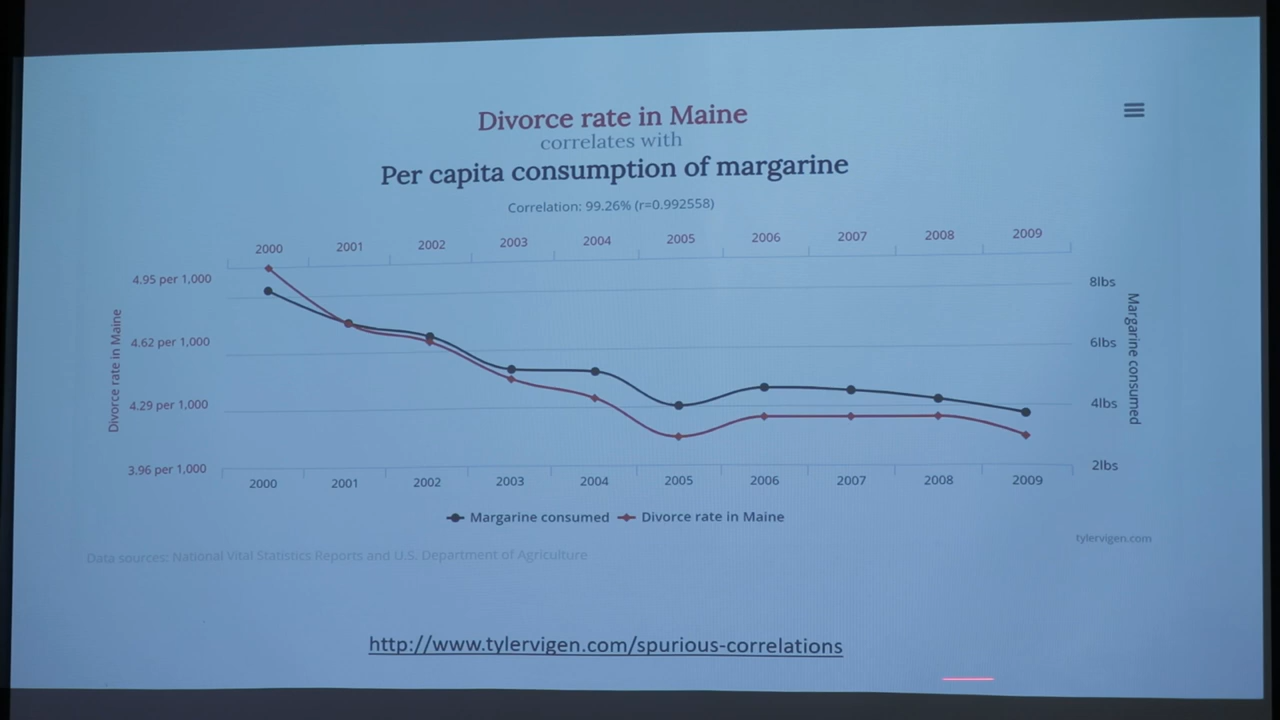 Divorce rate in Maine
correlates with
Per capita consumption of margarine
Correlation: 99.26% (r=0.992558)
2000 2001 2002 2003 2004 2005 2006 2007 2008 2009
4.95 per 1,000
4.62 per 1,000
4.29 per 1,000
3.96 per 1,000
Divorce rate in Maine
8lbs
6lbs
4lbs
2lbs
Margarine consumed
2000 2001 2002 2003 2004 2005 2006 2007 2008 2009
Margarine consumed Divorce rate in Maine
tylervigen.com
Data sources: National Vital Statistics Reports and U.S. Department of Agriculture
http://www.tylervigen.com/spurious-correlations